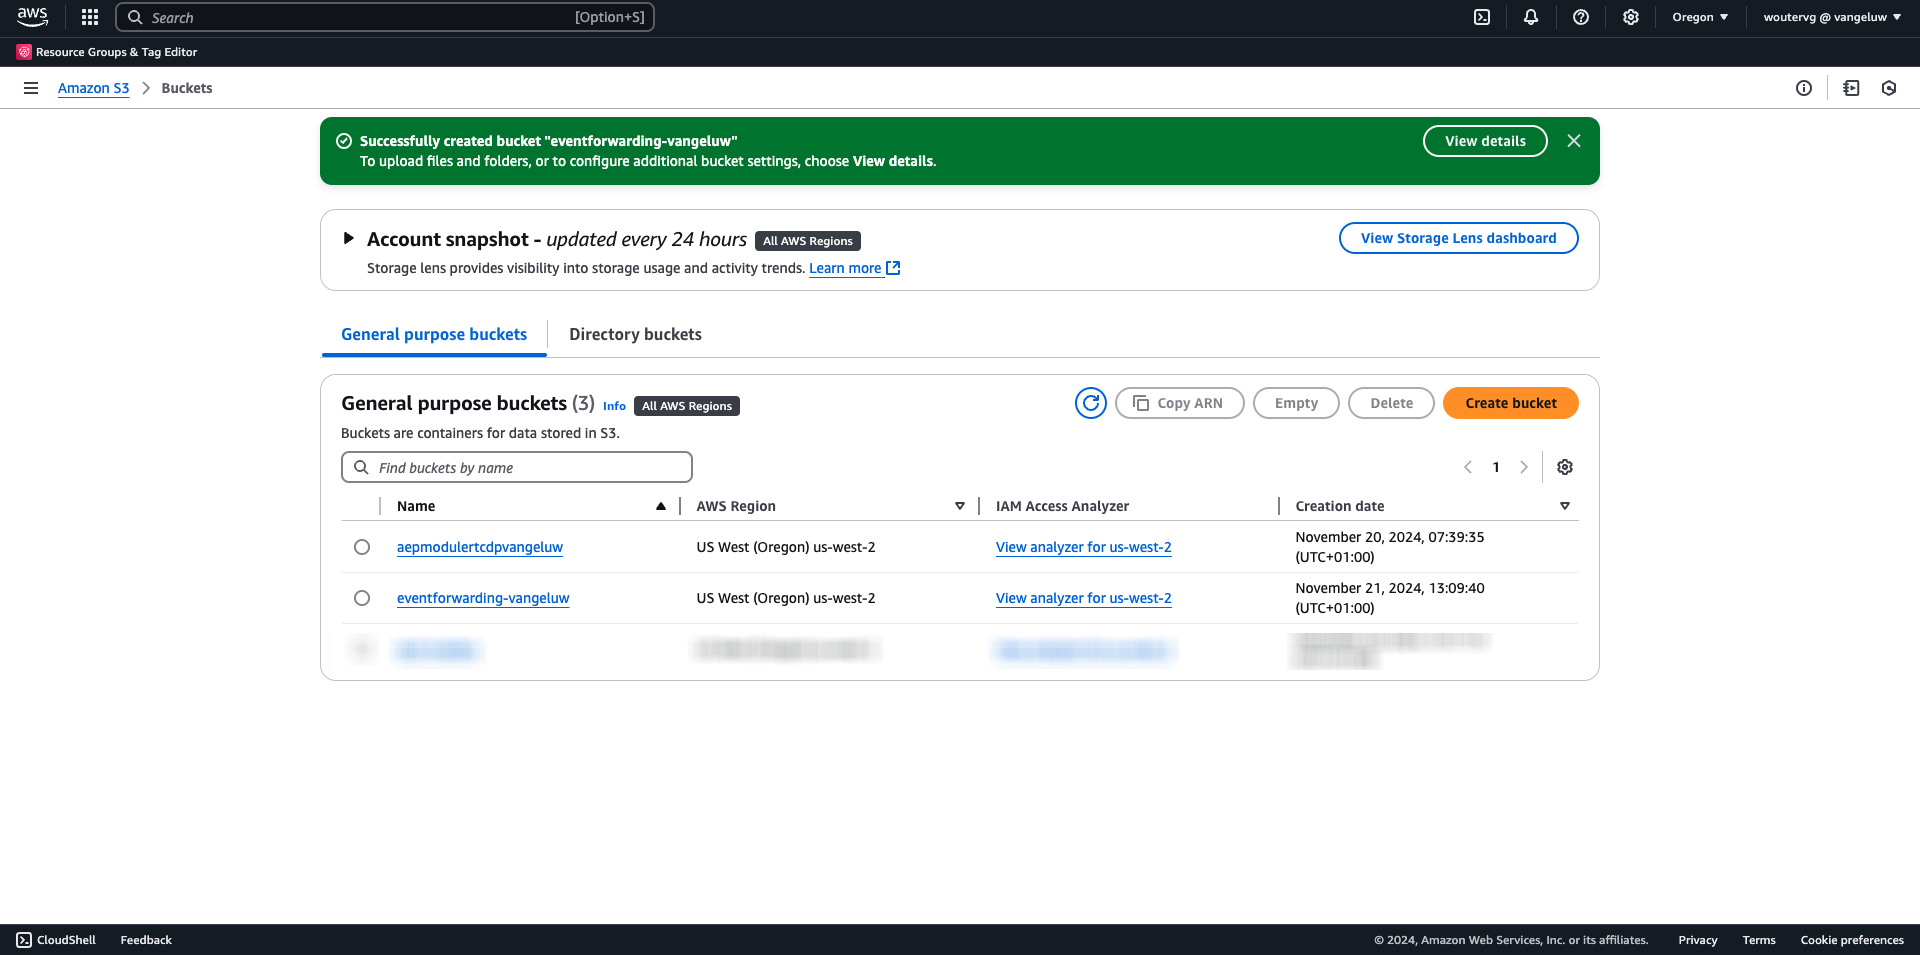 aws
Search [Option+S]
Oregon ▼ woutervg @ vangeluw ▼
Resource Groups & Tag Editor
Amazon S3 > Buckets
Successfully created bucket "eventforwarding-vangeluw"
To upload files and folders, or to configure additional bucket settings, choose View details.
View details
Account snapshot - updated every 24 hours All AWS Regions
Storage lens provides visibility into storage usage and activity trends. Learn more
View Storage Lens dashboard
General purpose buckets Directory buckets
General purpose buckets (3) Info All AWS Regions
Copy ARN Empty Delete Create bucket
Buckets are containers for data stored in S3.
Find buckets by name
1
Name AWS Region IAM Access Analyzer Creation date
aepmodulertcdpvangeluw US West (Oregon) us-west-2 View analyzer for us-west-2 November 20, 2024, 07:39:35
(UTC+01:00)
eventforwarding-vangeluw US West (Oregon) us-west-2 View analyzer for us-west-2 November 21, 2024, 13:09:40
(UTC+01:00)
CloudShell Feedback © 2024, Amazon Web Services, Inc. or its affiliates. Privacy Terms Cookie preferences